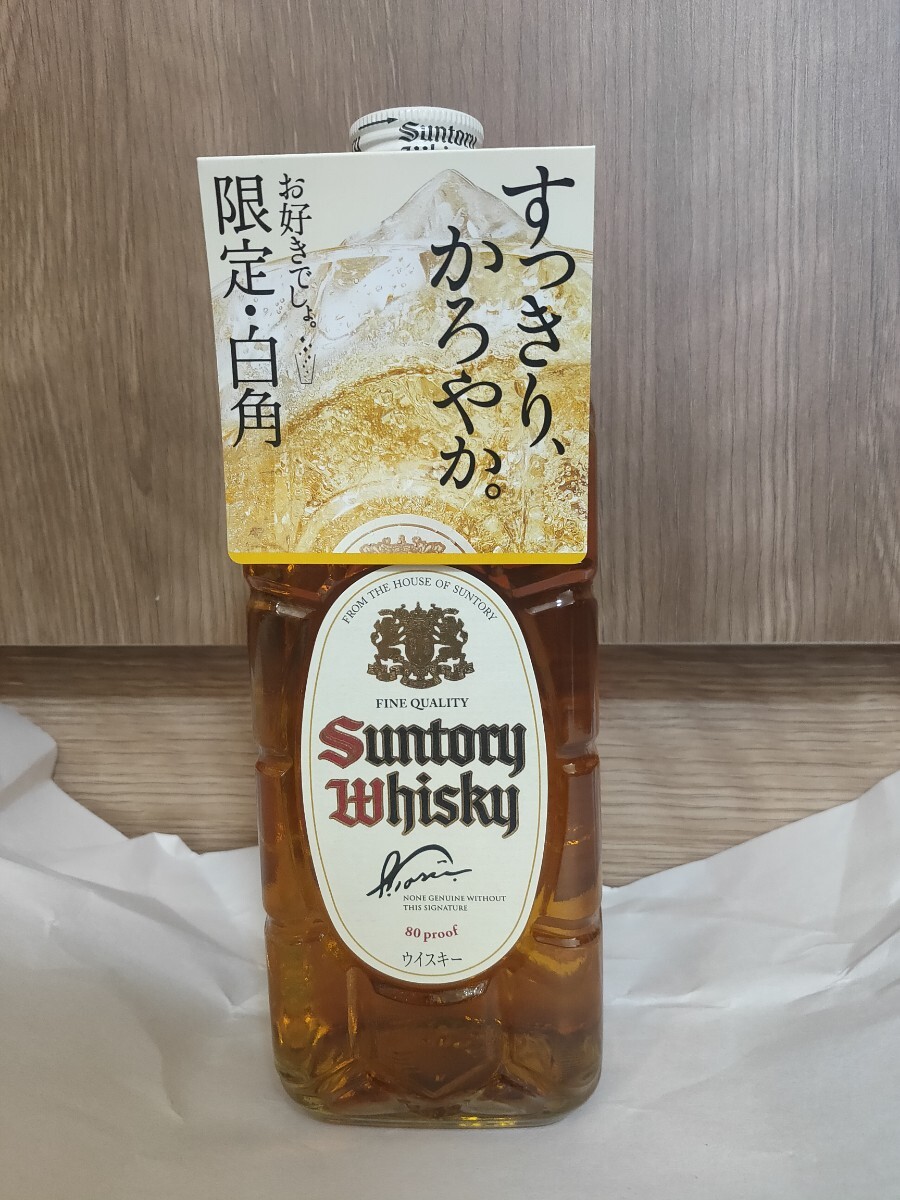 Suntory
すっきり、
かろやか。
お好きでしょ。
限定・白角
FROM THE HOUSE OF SUNTORY
FINE QUALITY
Suntory
Whisky
NONE GENUINE WITHOUT
THIS SIGNATURE
80 proof
ウイスキー